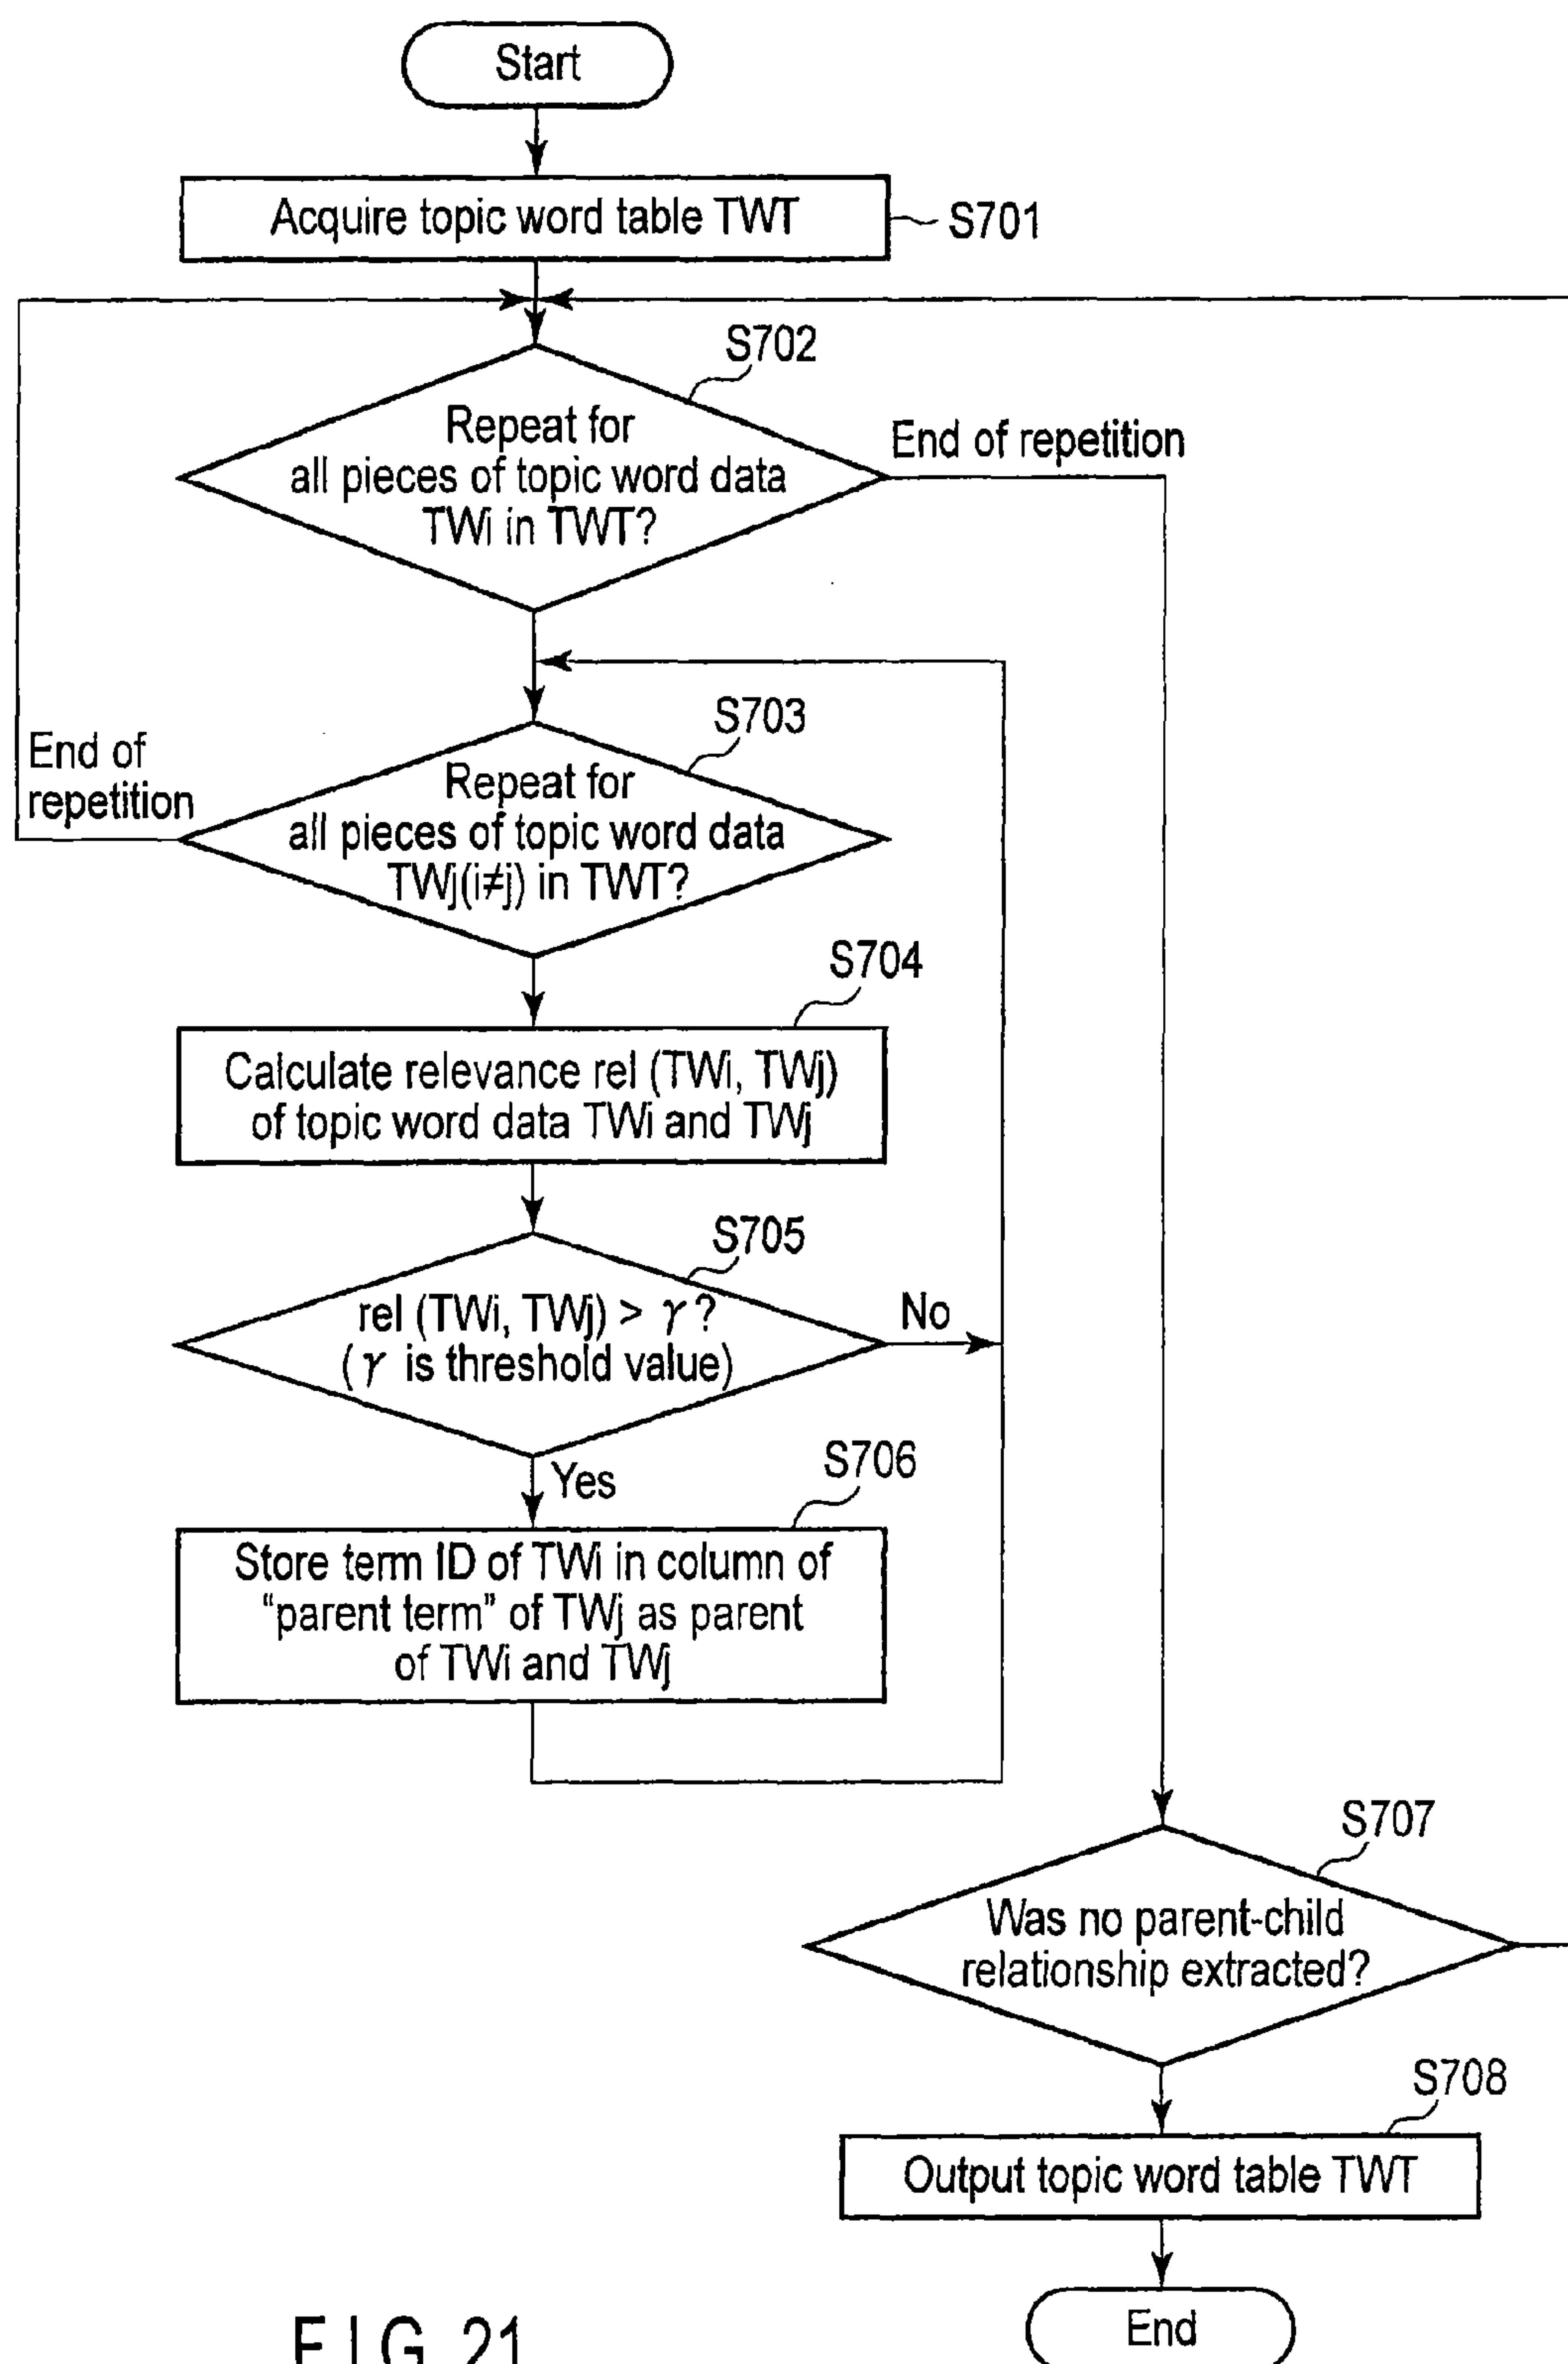 Start
Acquire topic word table TWT
S701
S702
Repeat for
all pieces of topic word data
TWi in TWT?
End of repetition
S703
End of
repetition
Repeat for
all pieces of topic word data
TWj(i≠j) in TWT?
S704
Calculate relevance rel (TWi, TWj)
of topic word data TWi and TWj
S705
rel (TWi, TWj) > γ?
(γ is threshold value)
No
Yes
S706
Store term ID of TWi in column of
“parent term” of TWj as parent
of TWi and TWj
S707
Was no parent-child
relationship extracted?
S708
Output topic word table TWT
End
FIG. 21